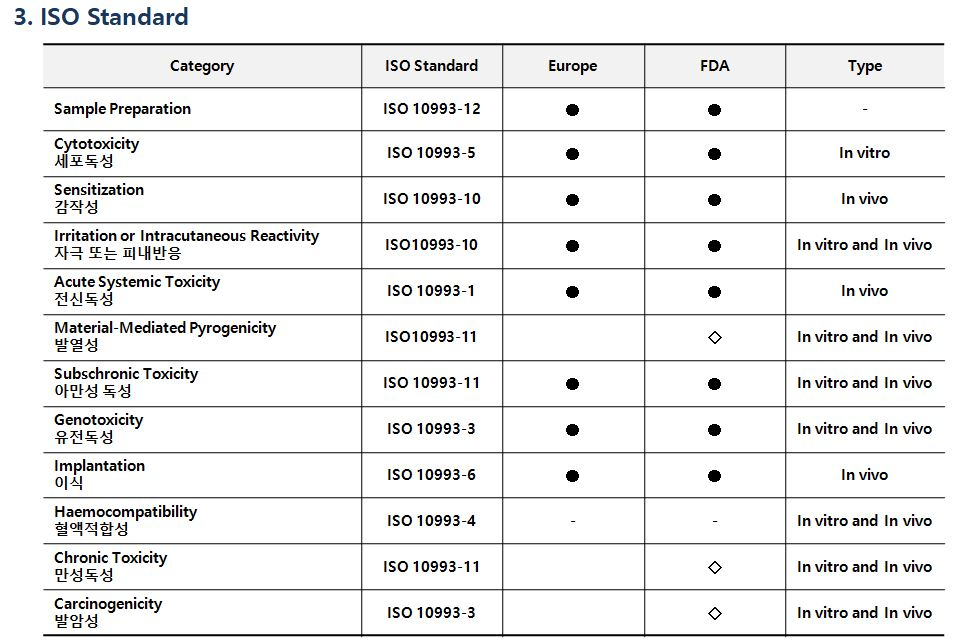 3. ISO Standard
Category ISO Standard Europe FDA Type
Sample Preparation ISO 10993-12 ● ● -
Cytotoxicity
세포독성 ISO 10993-5 ● ● In vitro
Sensitization
감작성 ISO 10993-10 ● ● In vivo
Irritation or Intracutaneous Reactivity
자극 또는 피내반응 ISO10993-10 ● ● In vitro and In vivo
Acute Systemic Toxicity
전신독성 ISO 10993-1 ● ● In vivo
Material-Mediated Pyrogenicity
발열성 ISO10993-11 ◇ In vitro and In vivo
Subschronic Toxicity
아만성 독성 ISO 10993-11 ● ● In vitro and In vivo
Genotoxicity
유전독성 ISO 10993-3 ● ● In vitro and In vivo
Implantation
이식 ISO 10993-6 ● ● In vivo
Haemocompatibility
혈액적합성 ISO 10993-4 - - In vitro and In vivo
Chronic Toxicity
만성독성 ISO 10993-11 ◇ In vitro and In vivo
Carcinogenicity
발암성 ISO 10993-3 ◇ In vitro and In vivo